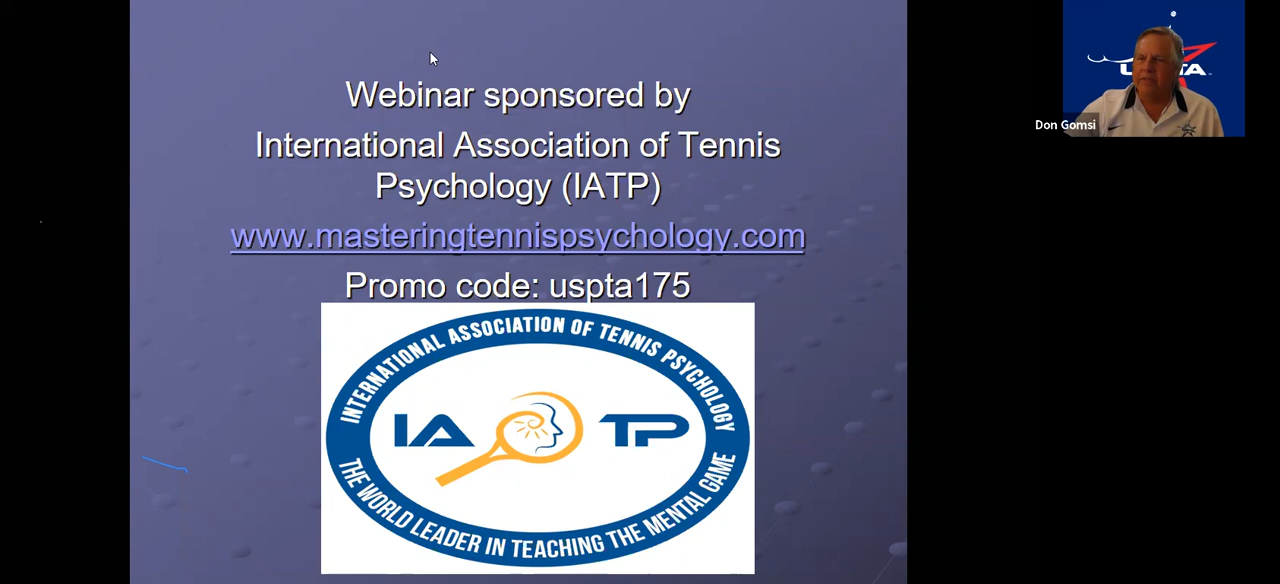 Webinar sponsored by
International Association of Tennis
Psychology (IATP)
www.masteringtennispsychology.com
Promo code: uspta175
INTERNATIONAL ASSOCIATION OF TENNIS PSYCHOLOGY
IA TP
THE WORLD LEADER IN TEACHING THE MENTAL GAME
Don Gomsi